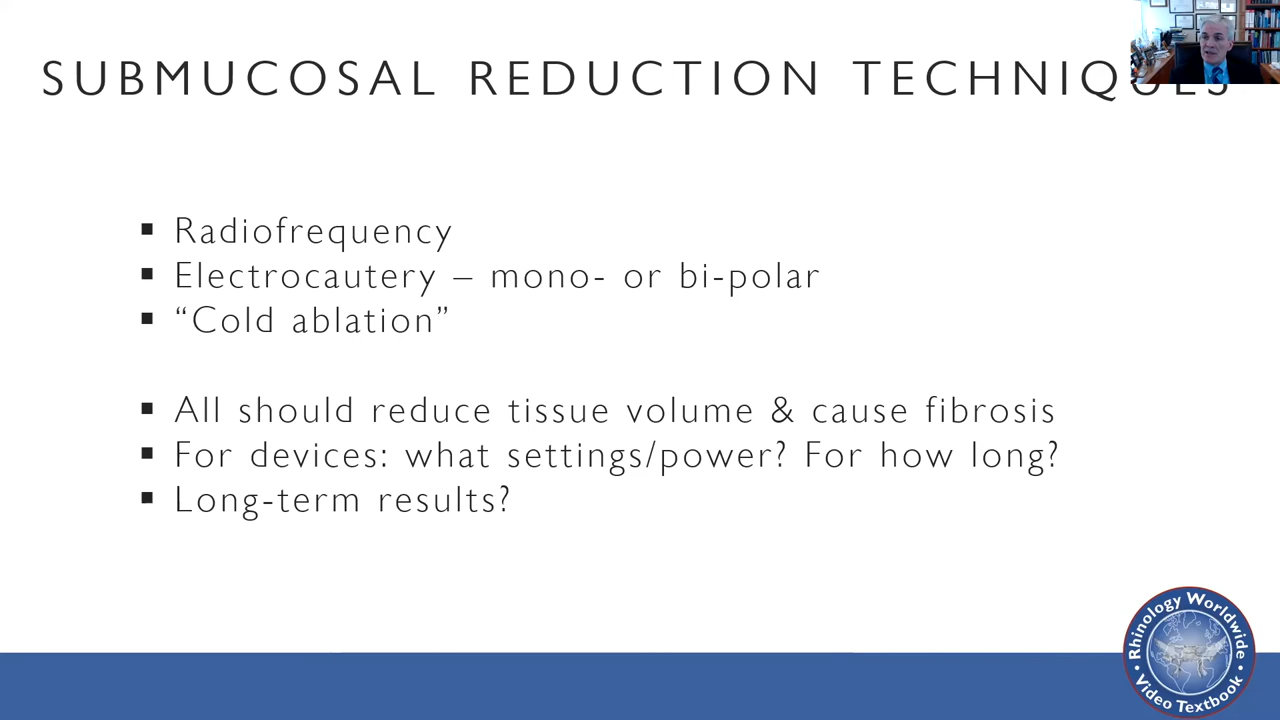 SUBMUCOSAL REDUCTION TECHNIQUES
▪ Radiofrequency
▪ Electrocautery – mono- or bi-polar
▪ “Cold ablation”
▪ All should reduce tissue volume & cause fibrosis
▪ For devices: what settings/power? For how long?
▪ Long-term results?
Rhinology Worldwide
• Video Textbook •